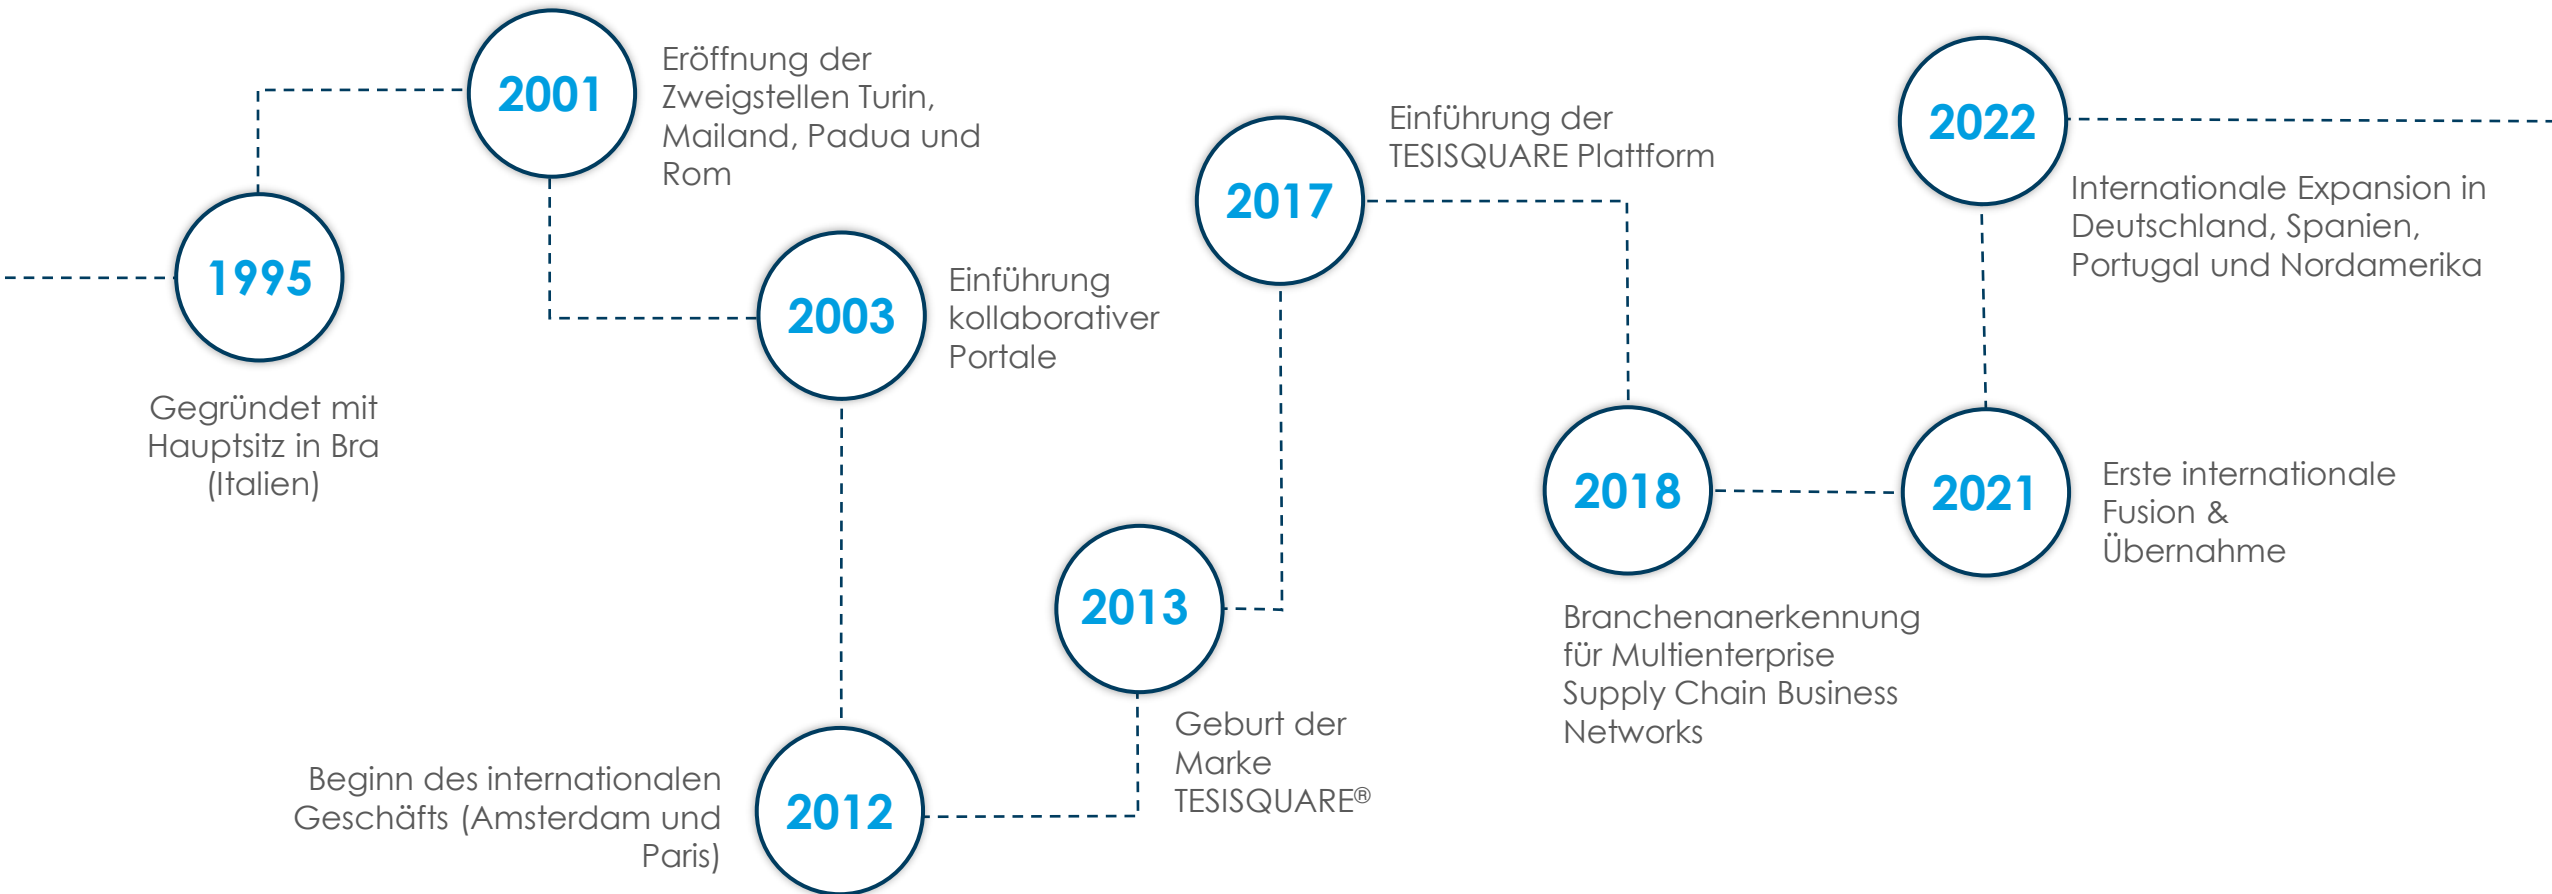 1995
Gegründet mit
Hauptsitz in Bra
(Italien)
2001
Eröffnung der
Zweigstellen Turin,
Mailand, Padua und
Rom
2003
Einführung
kollaborativer
Portale
2012
Beginn des internationalen
Geschäfts (Amsterdam und
Paris)
2013
Geburt der
Marke
TESISQUARE®
2017
Einführung der
TESISQUARE Plattform
2018
Branchenanerkennung
für Multienterprise
Supply Chain Business
Networks
2021
Erste internationale
Fusion &
Übernahme
2022
Internationale Expansion in
Deutschland, Spanien,
Portugal und Nordamerika